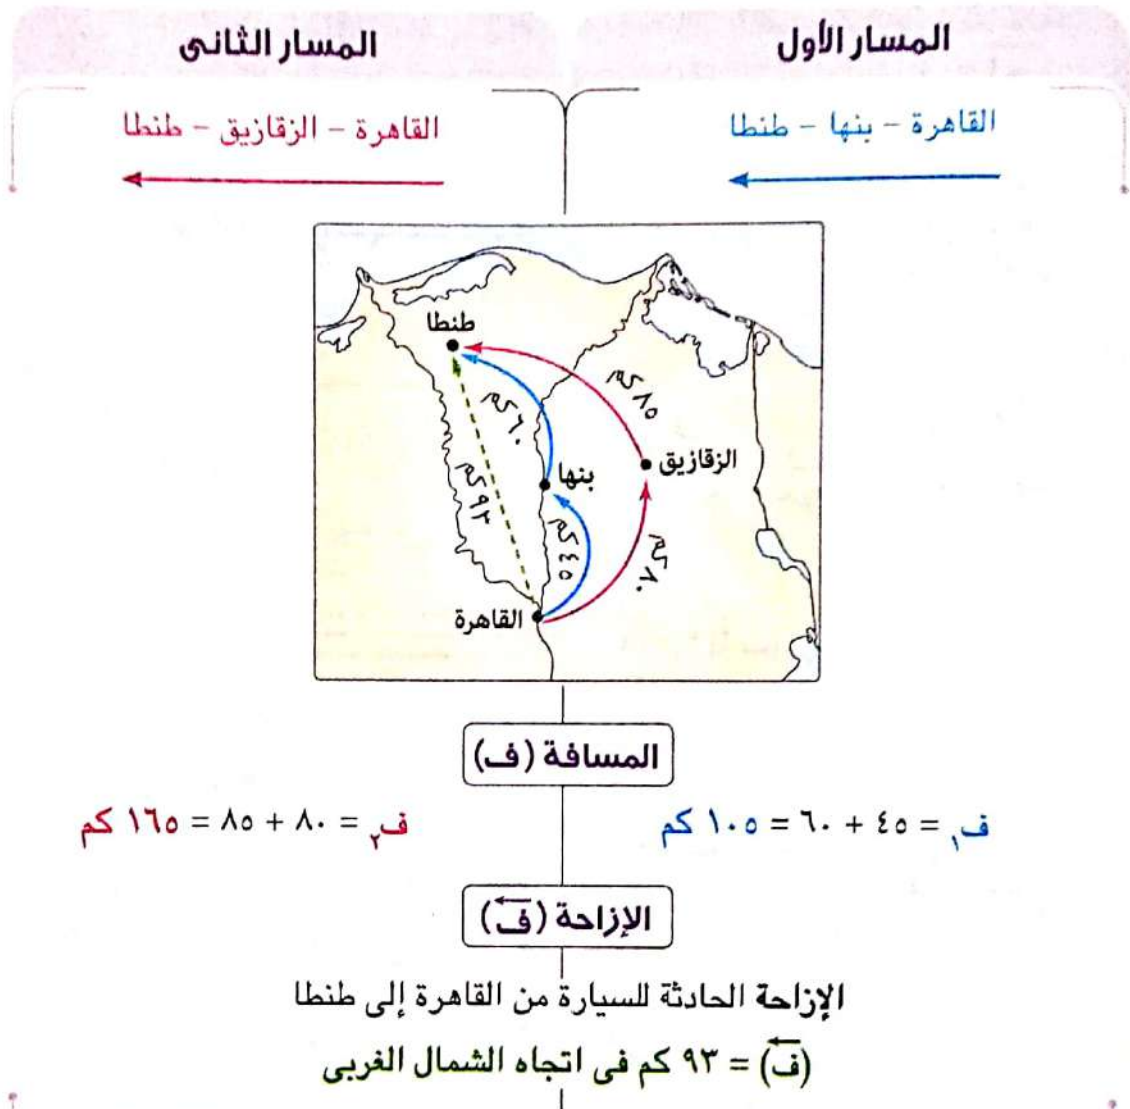 المسار الأول
القاهرة - بنها - طنطا
المسار الثانى
القاهرة - الزقازيق - طنطا
طنطا
٨٥ كم
٦٠ كم
الزقازيق
بنها
٩٣ كم
٤٥ كم
٨٠ كم
القاهرة
المسافة (ف)
ف١ = ٤٥ + ٦٠ = ١٠٥ كم
ف٢ = ٨٠ + ٨٥ = ١٦٥ كم
الإزاحة (ف←)
الإزاحة الحادثة للسيارة من القاهرة إلى طنطا
(ف←) = ٩٣ كم فى اتجاه الشمال الغربى